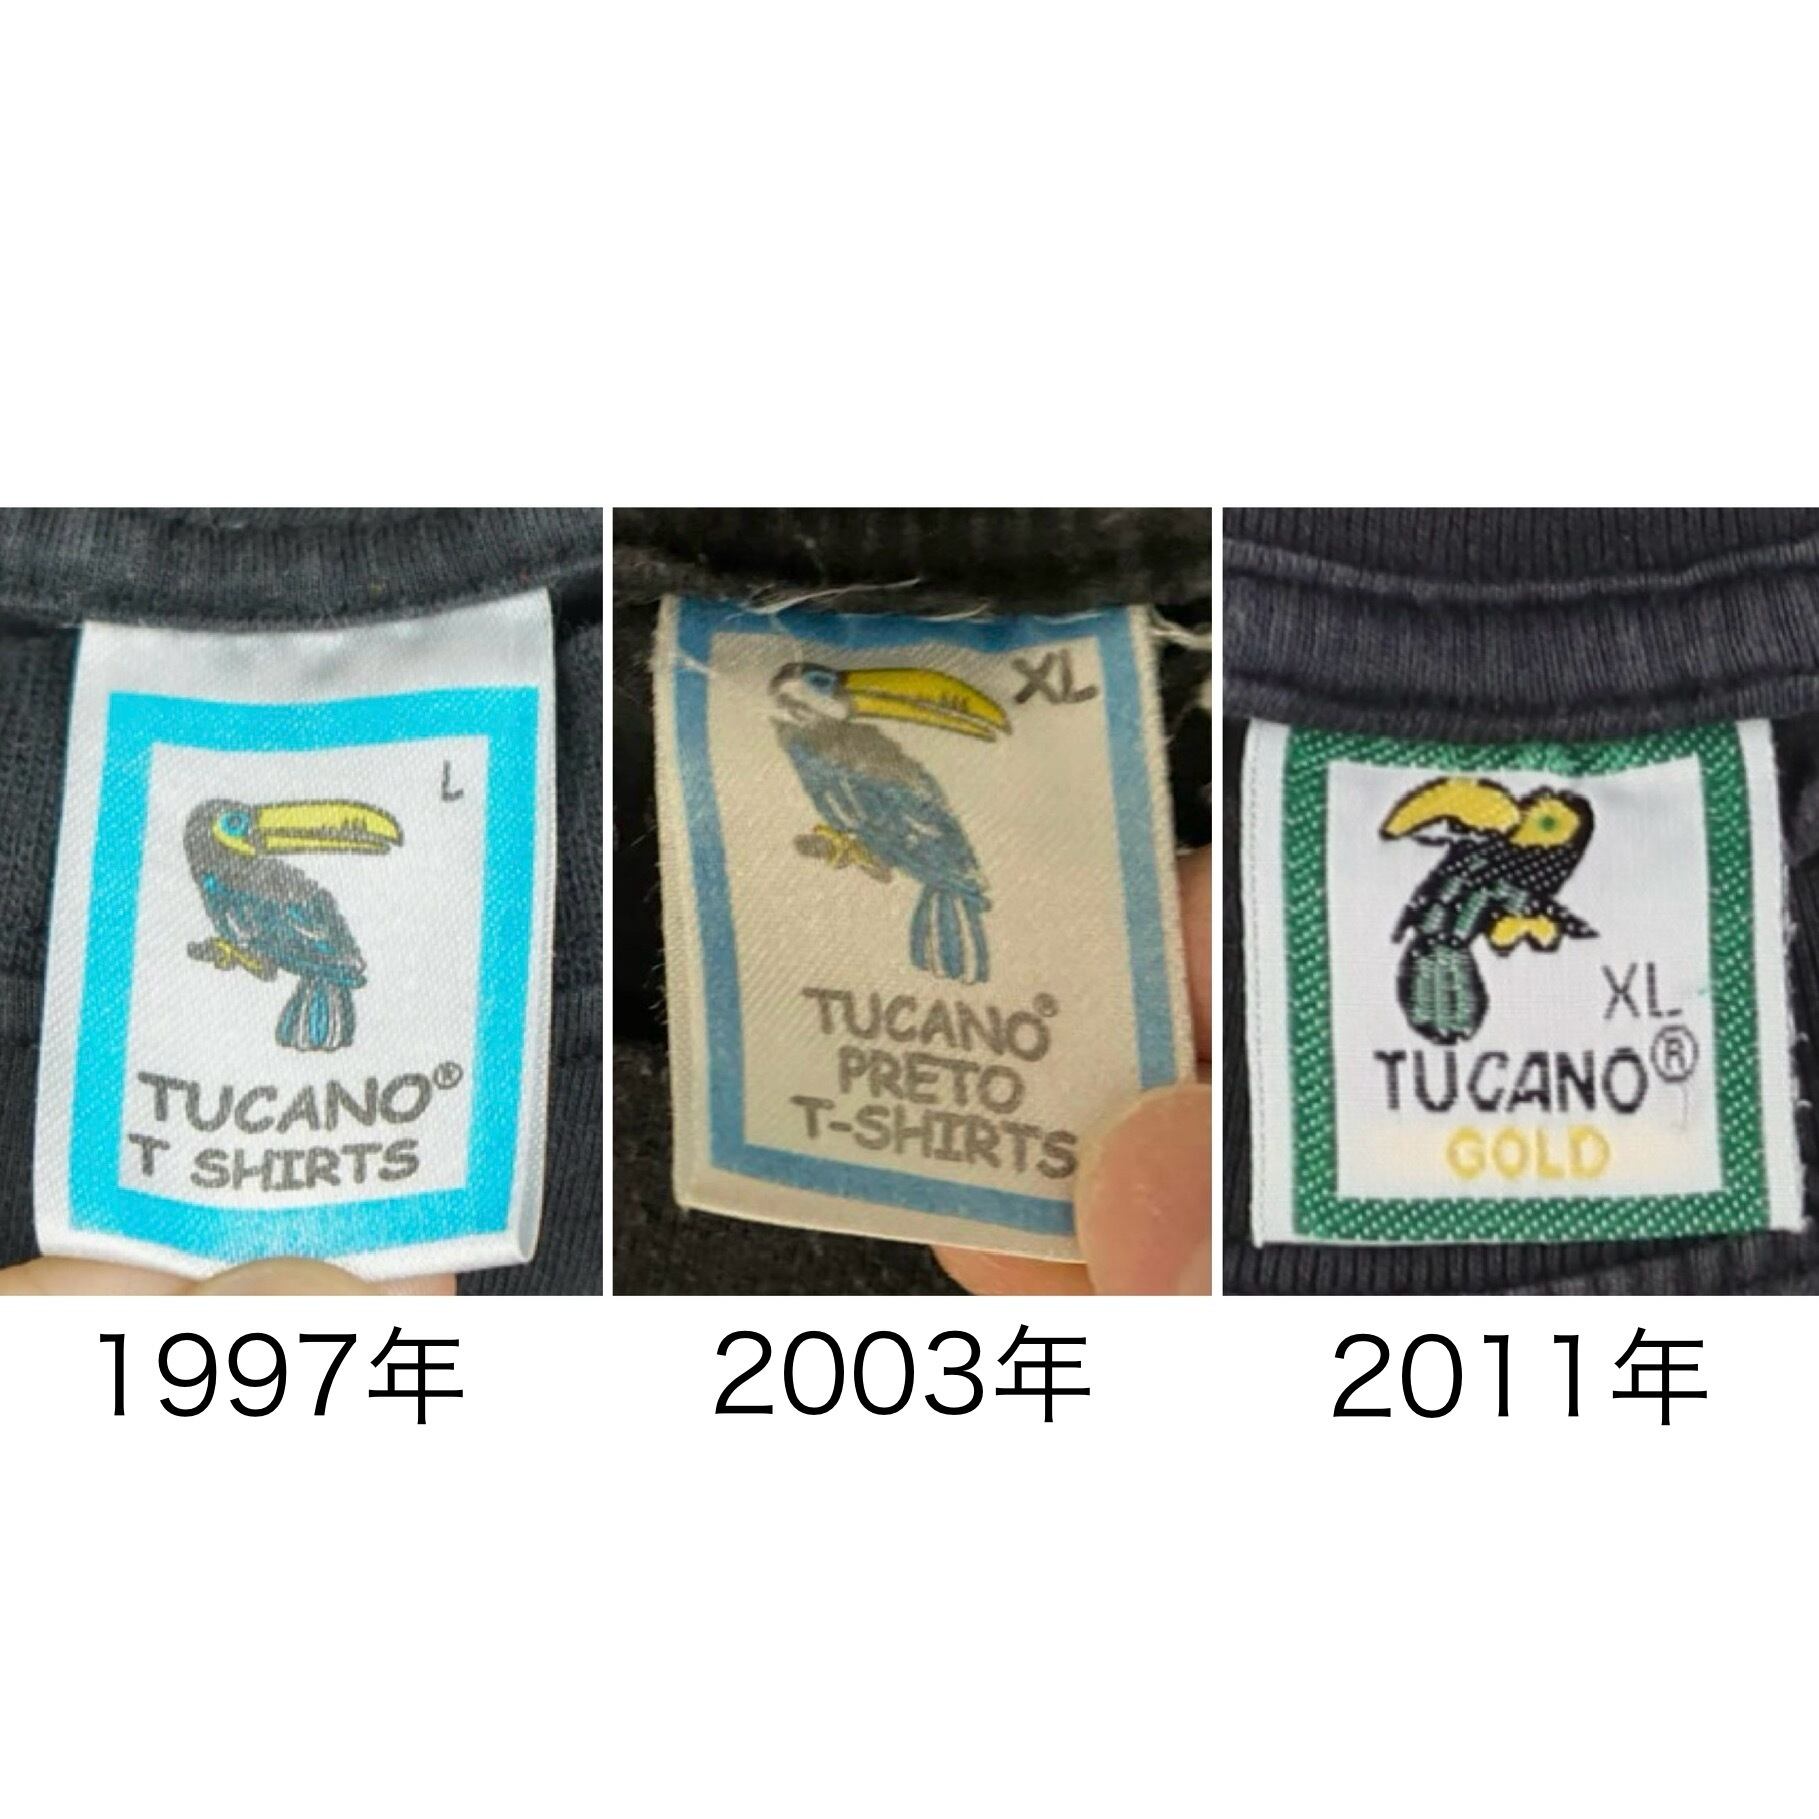 L
TUCANO®
T SHIRTS
XL
TUCANO®
PRETO
T-SHIRTS
XL
TUCANO®
GOLD
1997年
2003年
2011年